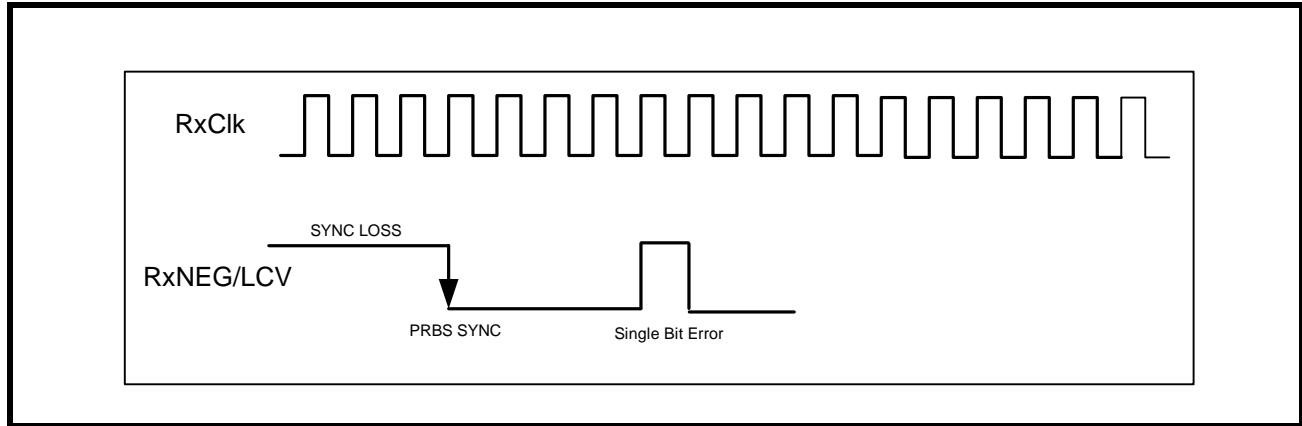 RxClk
SYNC LOSS
RxNEG/LCV
PRBS SYNC
Single Bit Error